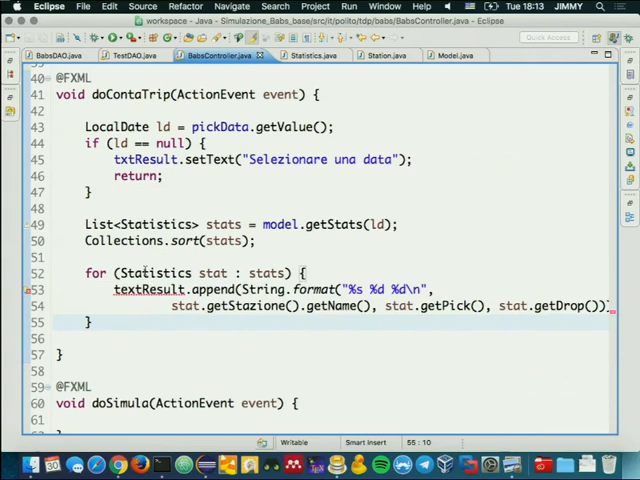 Eclipse File Edit Navigate Search Project Run Window Help Tue 18:13 JIMMY
workspace - Java - Simulazione_Babs_base/src/it/polito/tdp/babs/BabsController.java - Eclipse
Quick Access
BabsDAO.java TestDAO.java BabsController.java Statistics.java Station.java Model.java
40 @FXML
41 void doContaTrip(ActionEvent event) {
42
43 LocalDate ld = pickData.getValue();
44 if (ld == null) {
45 txtResult.setText("Selezionare una data");
46 return;
47 }
48
49 List<Statistics> stats = model.getStats(ld);
50 Collections.sort(stats);
51
52 for (Statistics stat : stats) {
53 textResult.append(String.format("%s %d %d\n",
54 stat.getStazione().getName(), stat.getPick(), stat.getDrop())
55 }
56
57 }
58
59 @FXML
60 void doSimula(ActionEvent event) {
61
Writable Smart Insert 55 : 10
30